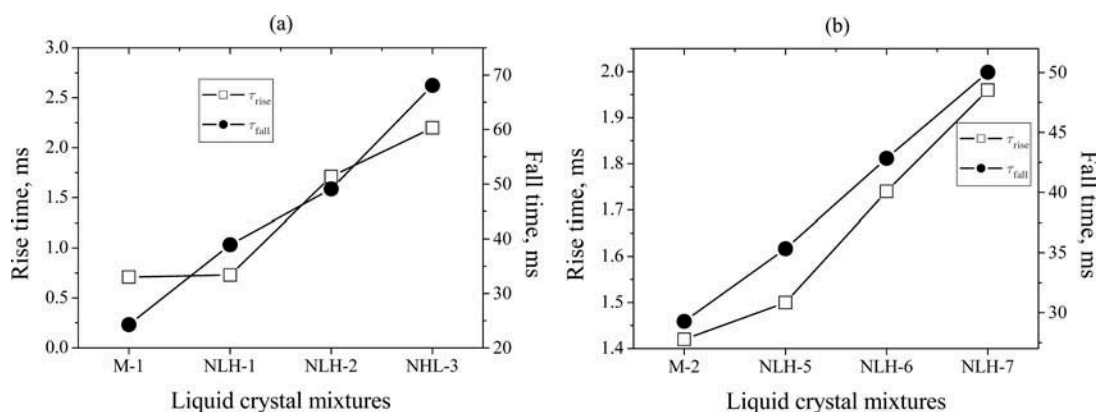 (a)
3.0
2.5
2.0
1.5
1.0
0.5
0.0
Rise time, ms
τrise
τfall
70
60
50
40
30
20
Fall time, ms
M-1 NLH-1 NLH-2 NHL-3
Liquid crystal mixtures
(b)
2.0
1.9
1.8
1.7
1.6
1.5
1.4
Rise time, ms
τrise
τfall
50
45
40
35
30
Fall time, ms
M-2 NLH-5 NLH-6 NLH-7
Liquid crystal mixtures